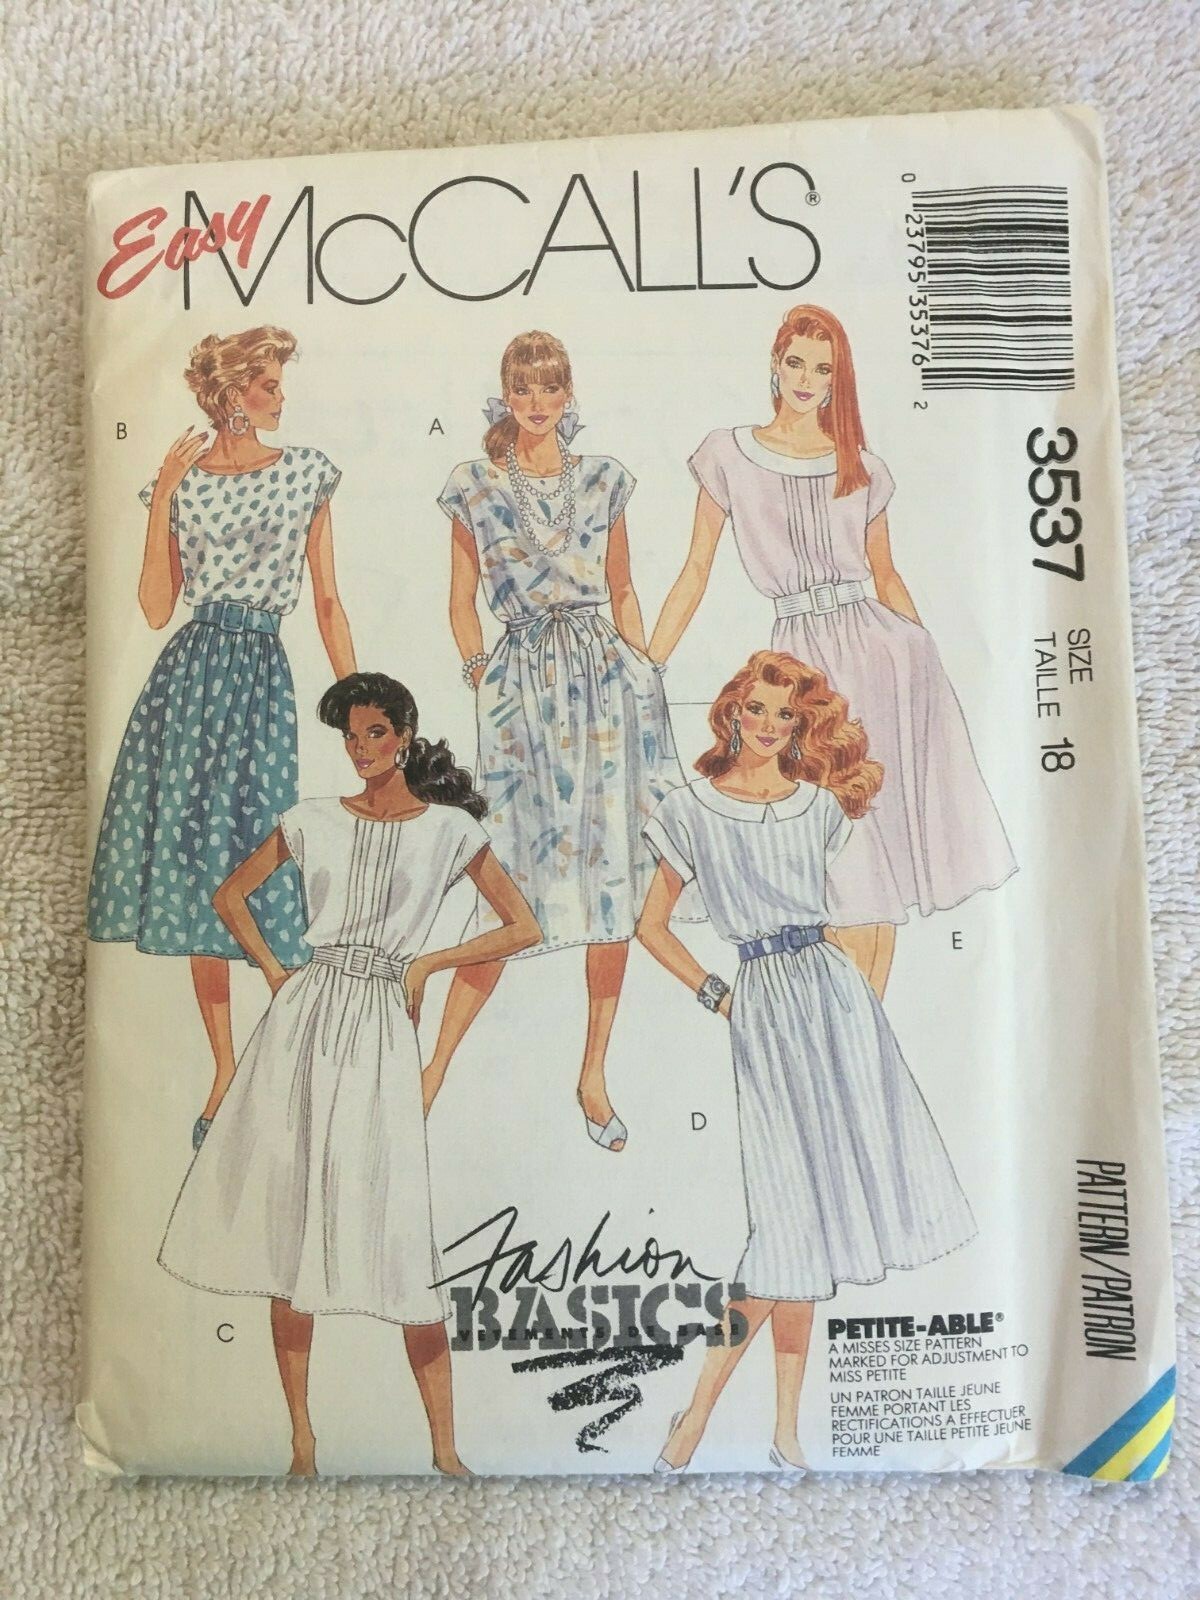 Easy McCALL'S®
0 23795 35376 2
3537 SIZE TAILLE 18
B
A
E
D
C
Fashion
BASICS
VÊTEMENTS DE BASE
PETITE-ABLE®
A MISSES SIZE PATTERN
MARKED FOR ADJUSTMENT TO
MISS PETITE
UN PATRON TAILLE JEUNE
FEMME PORTANT LES
RECTIFICATIONS A EFFECTUER
POUR UNE TAILLE PETITE JEUNE
FEMME
PATTERN/PATRON